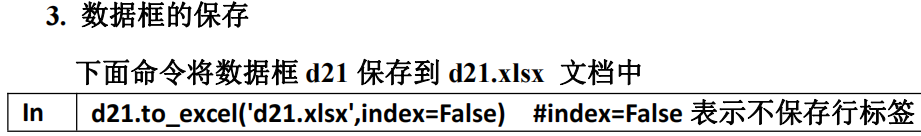 3. 数据框的保存
下面命令将数据框 d21 保存到 d21.xlsx 文档中
In d21.to_excel('d21.xlsx',index=False) #index=False 表示不保存行标签